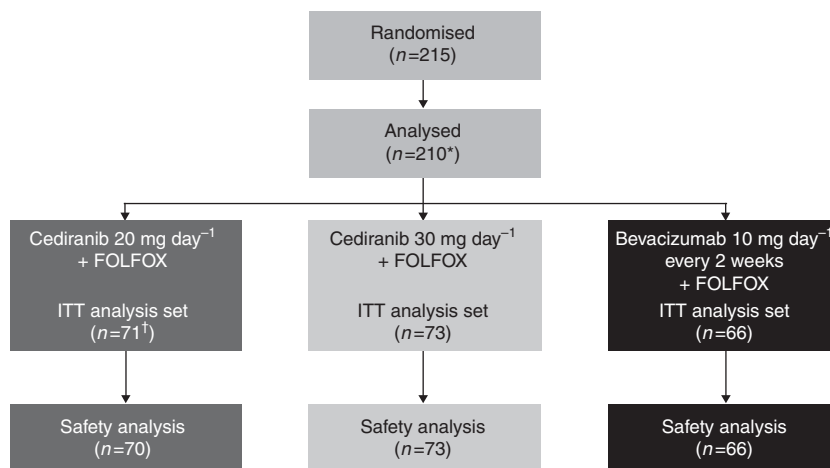 Randomised
(n=215)
Analysed
(n=210*)
Cediranib 20 mg day⁻¹
+ FOLFOX
ITT analysis set
(n=71†)
Cediranib 30 mg day⁻¹
+ FOLFOX
ITT analysis set
(n=73)
Bevacizumab 10 mg day⁻¹
every 2 weeks
+ FOLFOX
ITT analysis set
(n=66)
Safety analysis
(n=70)
Safety analysis
(n=73)
Safety analysis
(n=66)